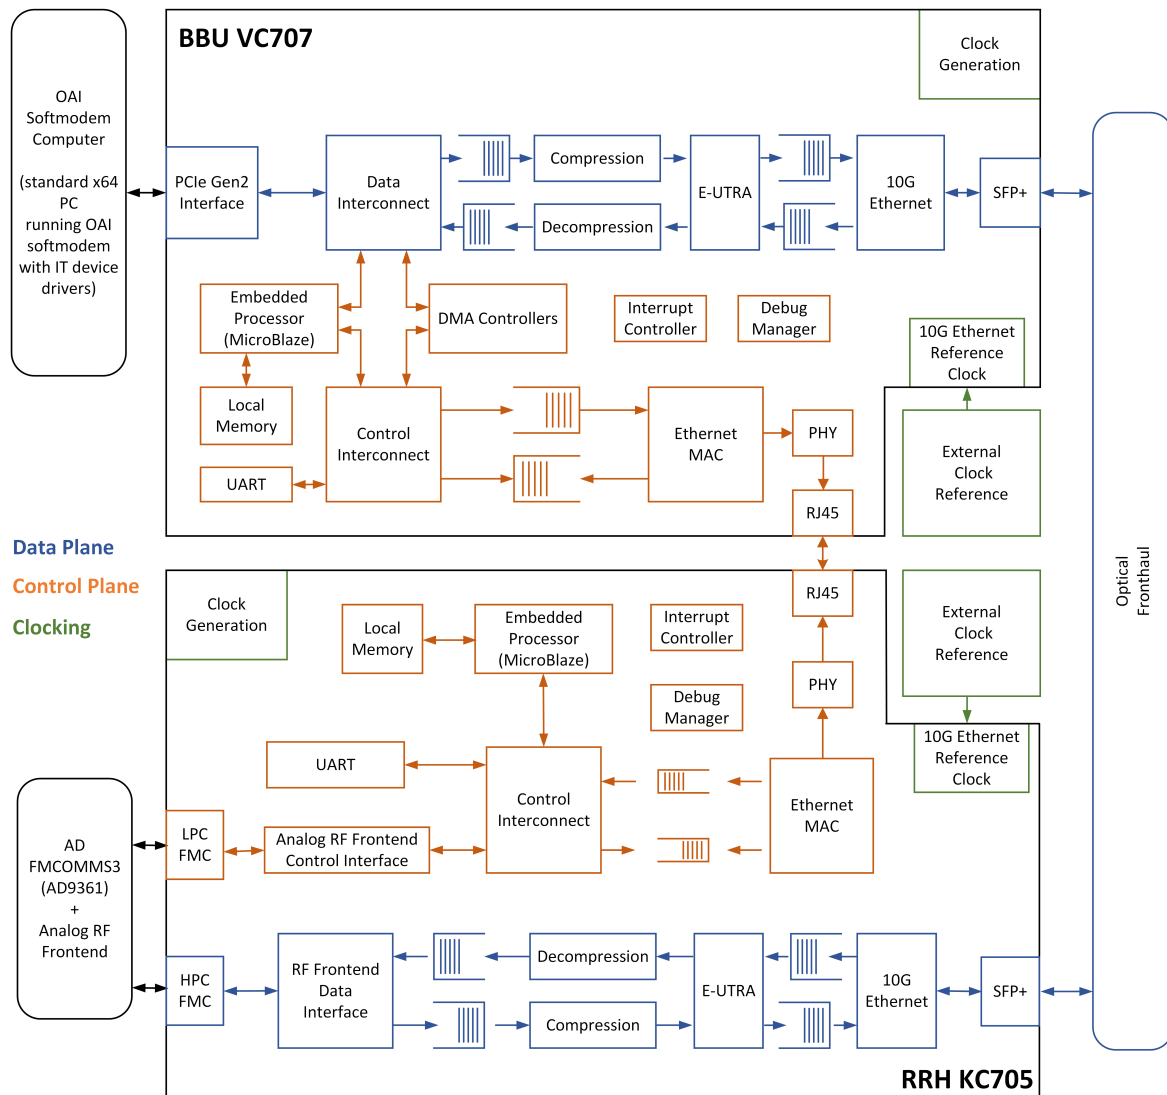 BBU VC707
Clock
Generation
OAI
Softmodem
Computer
(standard x64
PC
running OAI
softmodem
with IT device
drivers)
PCIe Gen2
Interface
Data
Interconnect
Compression
Decompression
E-UTRA
10G
Ethernet
SFP+
Embedded
Processor
(MicroBlaze)
DMA Controllers
Interrupt
Controller
Debug
Manager
10G Ethernet
Reference
Clock
Local
Memory
Control
Interconnect
Ethernet
MAC
PHY
External
Clock
Reference
UART
RJ45
Data Plane
Control Plane
Clocking
Optical
Fronthaul
Clock
Generation
Local
Memory
Embedded
Processor
(MicroBlaze)
Interrupt
Controller
RJ45
External
Clock
Reference
PHY
Debug
Manager
10G Ethernet
Reference
Clock
UART
Control
Interconnect
Ethernet
MAC
AD
FMCOMMS3
(AD9361)
+
Analog RF
Frontend
LPC
FMC
Analog RF Frontend
Control Interface
HPC
FMC
RF Frontend
Data
Interface
Decompression
Compression
E-UTRA
10G
Ethernet
SFP+
RRH KC705